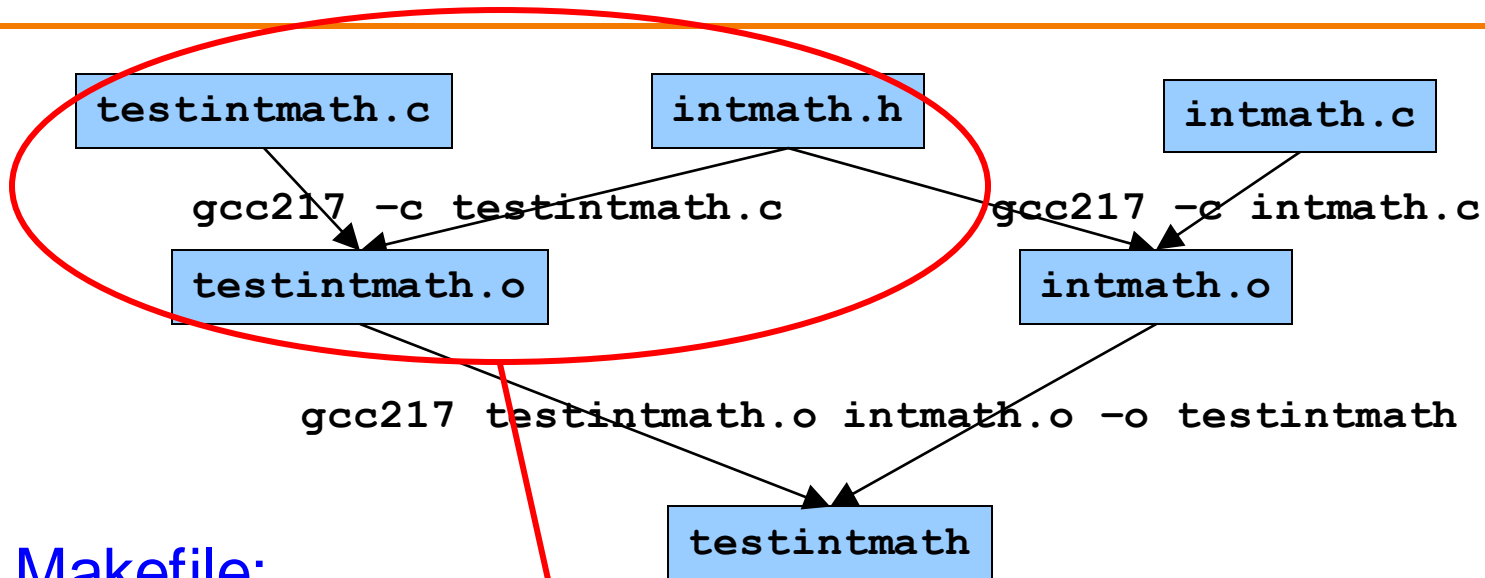 testintmath.c
intmath.h
intmath.c
gcc217 –c testintmath.c
gcc217 –c intmath.c
testintmath.o
intmath.o
gcc217 testintmath.o intmath.o –o testintmath
testintmath
Makefile: